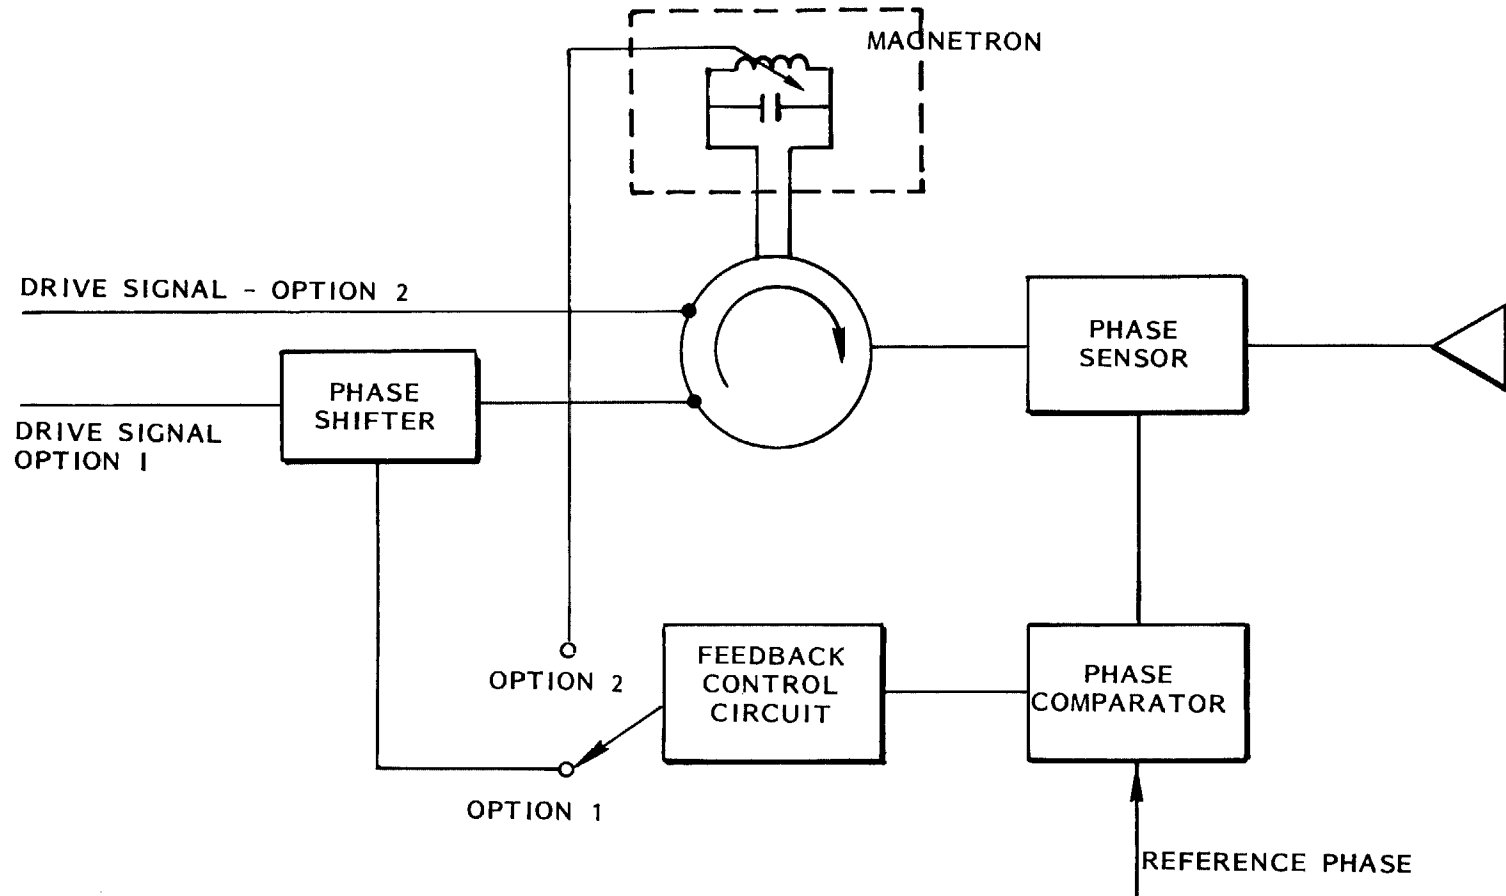 MAGNETRON
DRIVE SIGNAL - OPTION 2
PHASE
SENSOR
PHASE
SHIFTER
DRIVE SIGNAL
OPTION 1
OPTION 2
FEEDBACK
CONTROL
CIRCUIT
PHASE
COMPARATOR
OPTION 1
REFERENCE PHASE